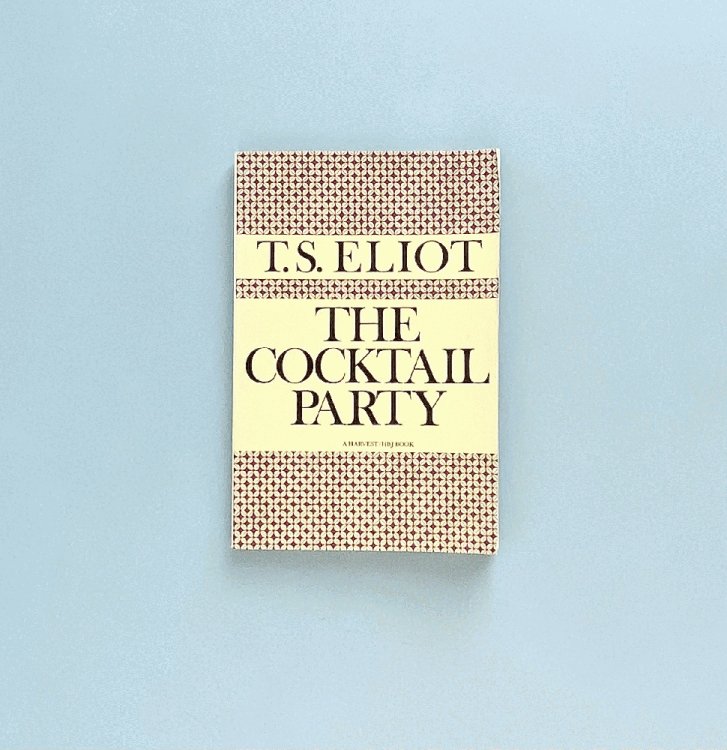 T.S. ELIOT
THE
COCKTAIL
PARTY
A HARVEST/HBJ BOOK